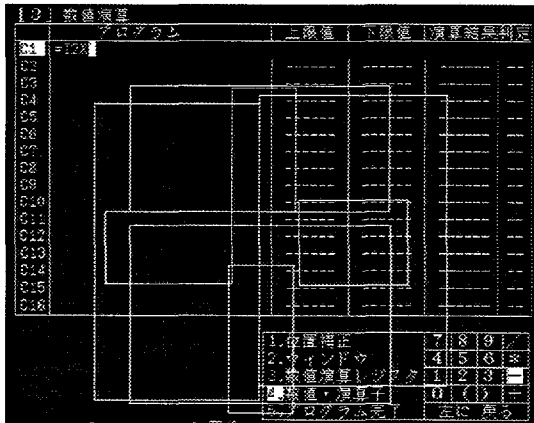 [19] 数値演算
プログラム 上限値 下限値 演算結果 判定
C1 =I2X
C2
C3
C4
C5
C6
C7
C8
C9
C10
C11
C12
C13
C14
C15
C16
1.位置補正 7 8 9 /
2.ウィンドウ 4 5 6 *
3.数値演算レジスタ 1 2 3 -
4.数値・演算子 0 ( ) +
プログラム完了 左に 戻る